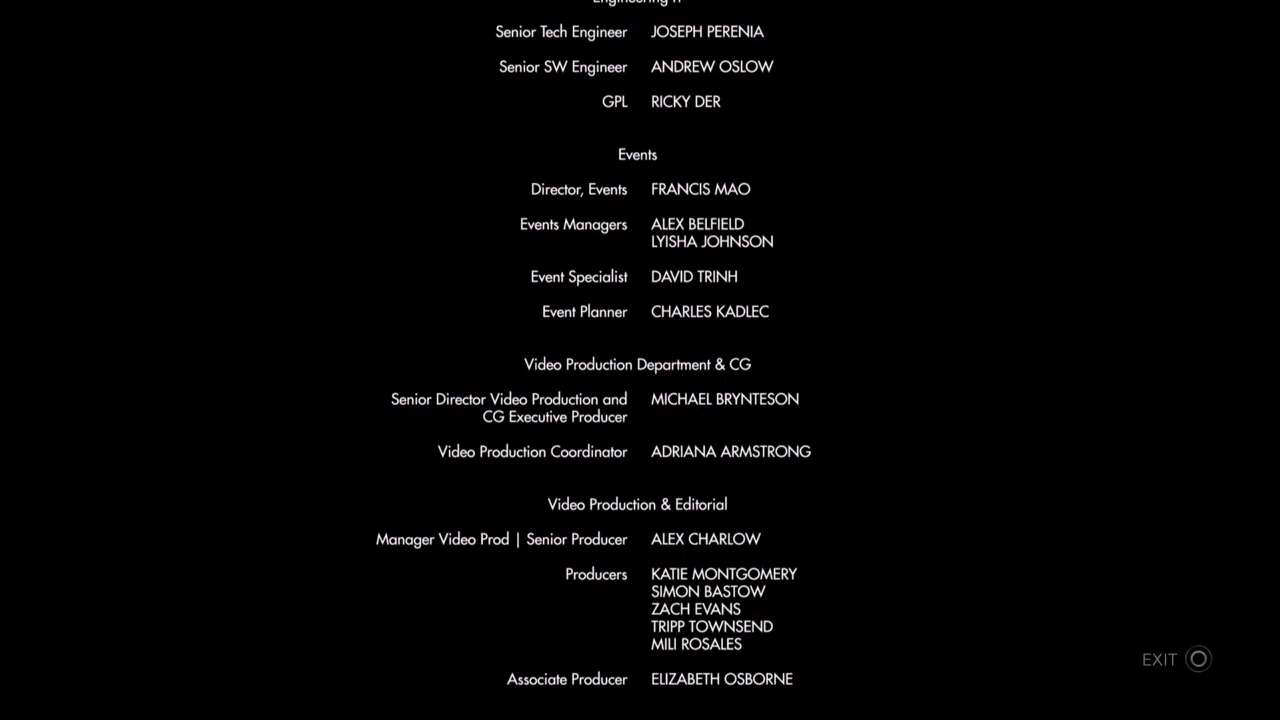 Engineering IT
Senior Tech Engineer JOSEPH PERENIA
Senior SW Engineer ANDREW OSLOW
GPL RICKY DER
Events
Director, Events FRANCIS MAO
Events Managers ALEX BELFIELD
LYISHA JOHNSON
Event Specialist DAVID TRINH
Event Planner CHARLES KADLEC
Video Production Department & CG
Senior Director Video Production and MICHAEL BRYNTESON
CG Executive Producer
Video Production Coordinator ADRIANA ARMSTRONG
Video Production & Editorial
Manager Video Prod | Senior Producer ALEX CHARLOW
Producers KATIE MONTGOMERY
SIMON BASTOW
ZACH EVANS
TRIPP TOWNSEND
MILI ROSALES
EXIT
Associate Producer ELIZABETH OSBORNE